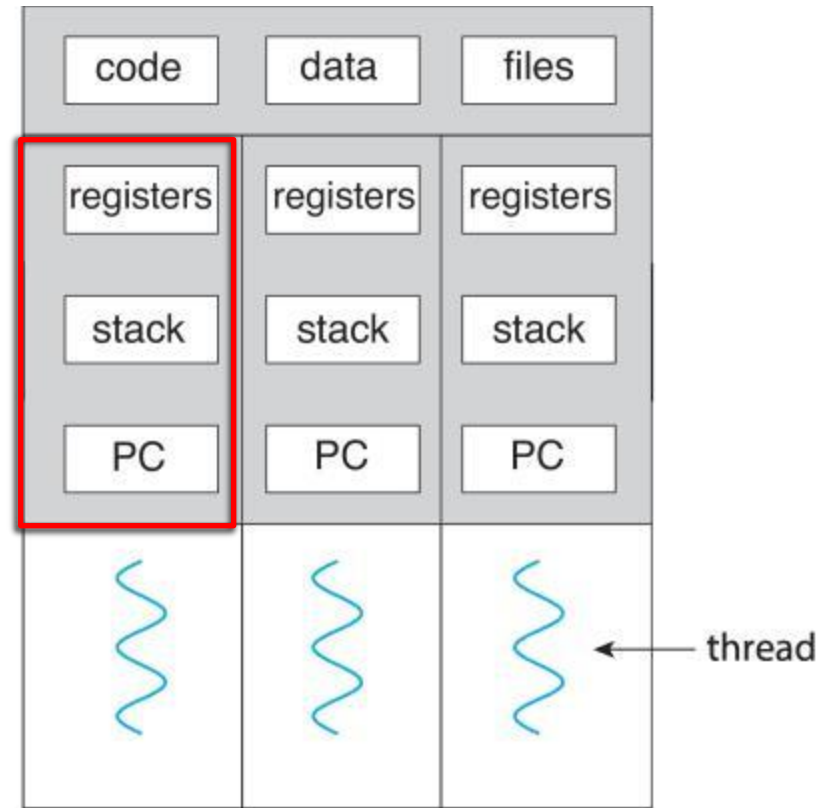 code data files
registers registers registers
stack stack stack
PC PC PC
thread